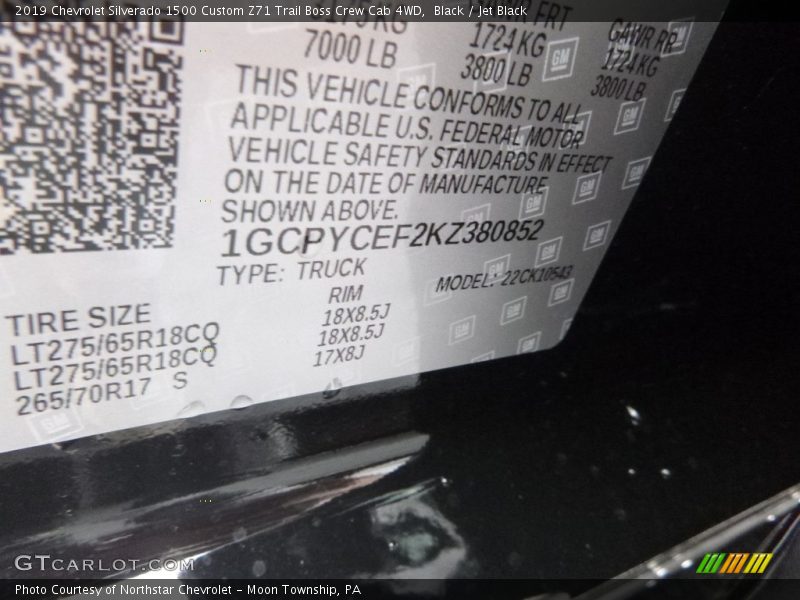 2019 Chevrolet Silverado 1500 Custom Z71 Trail Boss Crew Cab 4WD, Black / Jet Black
FRT
GAWR RR
7000 LB
1724 KG
1724 KG
3800 LB
3800 LB
THIS VEHICLE CONFORMS TO ALL
APPLICABLE U.S. FEDERAL MOTOR
VEHICLE SAFETY STANDARDS IN EFFECT
ON THE DATE OF MANUFACTURE
SHOWN ABOVE.
1GCPYCEF2KZ380852
TYPE: TRUCK
MODEL: 22CK10543
TIRE SIZE
RIM
LT275/65R18CQ
18X8.5J
LT275/65R18CQ
18X8.5J
265/70R17 S
17X8J
GTCARLOT.COM
Photo Courtesy of Northstar Chevrolet - Moon Township, PA